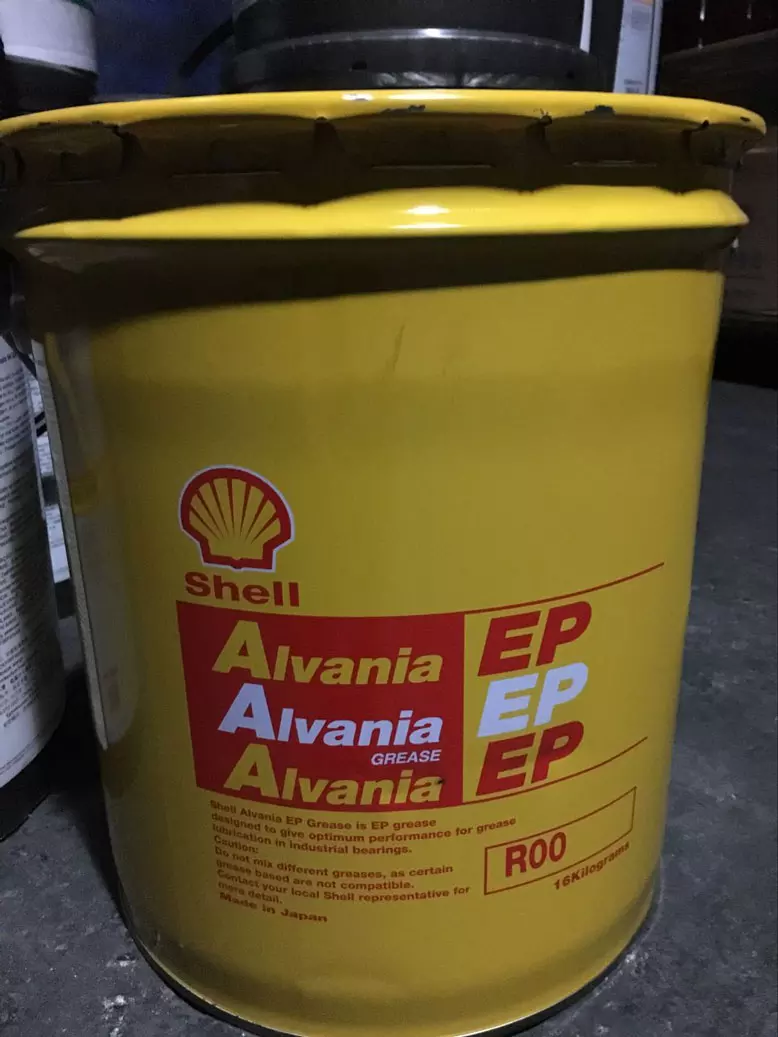 Shell
Alvania EP
Alvania EP
GREASE
Alvania EP
Shell Alvania EP Grease is EP grease
designed to give optimum performance for grease
lubrication in industrial bearings.
Caution:
Do not mix different greases, as certain
grease based are not compatible.
Contact your local Shell representative for
more detail.
Made in Japan
R00
16Kilograms